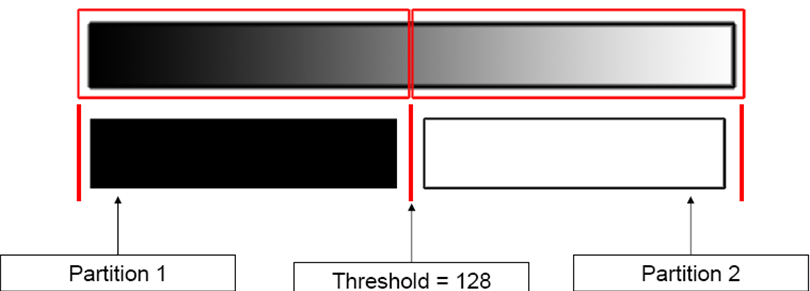 Partition 1
Threshold = 128
Partition 2